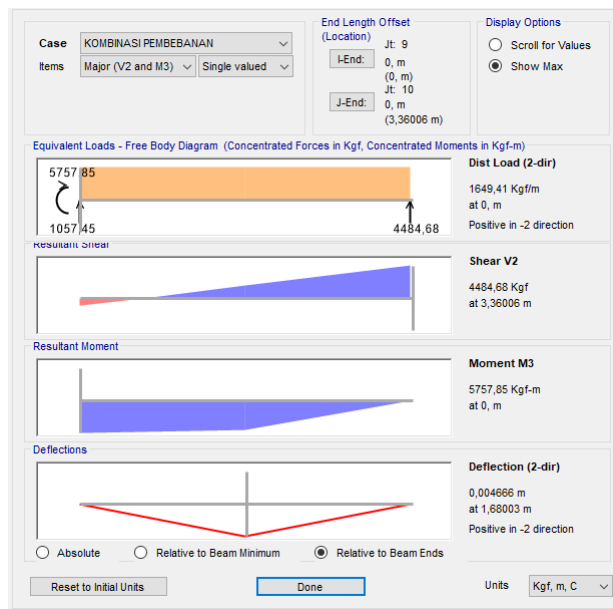 End Length Offset
(Location)
Display Options
Case
KOMBINASI PEMBEBANAN
Items
Major (V2 and M3)
Single valued
Jt: 9
I-End:
0, m
(0, m)
Jt: 10
J-End:
0, m
(3,36006 m)
Scroll for Values
Show Max
Equivalent Loads - Free Body Diagram (Concentrated Forces in Kgf, Concentrated Moments in Kgf-m)
5757,85
1057,45
4484,68
Dist Load (2-dir)
1649,41 Kgf/m
at 0, m
Positive in -2 direction
Resultant Shear
Shear V2
4484,68 Kgf
at 3,36006 m
Resultant Moment
Moment M3
5757,85 Kgf-m
at 0, m
Deflections
Deflection (2-dir)
0,004666 m
at 1,68003 m
Positive in -2 direction
Absolute
Relative to Beam Minimum
Relative to Beam Ends
Reset to Initial Units
Done
Units
Kgf, m, C